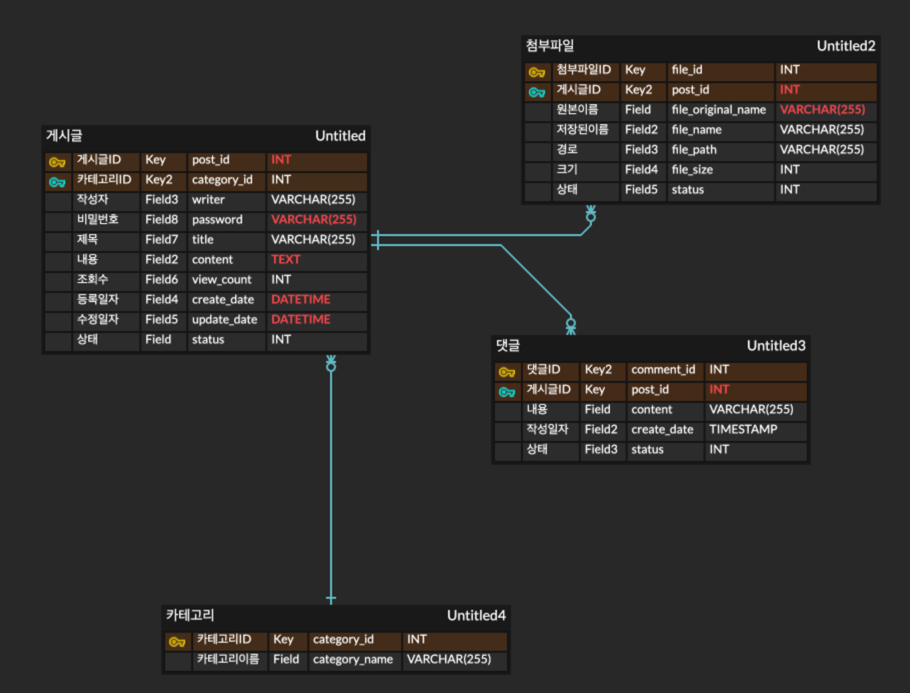 첨부파일 Untitled2
첨부파일ID Key file_id INT
게시글ID Key2 post_id INT
원본이름 Field file_original_name VARCHAR(255)
저장된이름 Field2 file_name VARCHAR(255)
경로 Field3 file_path VARCHAR(255)
크기 Field4 file_size INT
상태 Field5 status INT
게시글 Untitled
게시글ID Key post_id INT
카테고리ID Key2 category_id INT
작성자 Field3 writer VARCHAR(255)
비밀번호 Field8 password VARCHAR(255)
제목 Field7 title VARCHAR(255)
내용 Field2 content TEXT
조회수 Field6 view_count INT
등록일자 Field4 create_date DATETIME
수정일자 Field5 update_date DATETIME
상태 Field status INT
댓글 Untitled3
댓글ID Key2 comment_id INT
게시글ID Key post_id INT
내용 Field content VARCHAR(255)
작성일자 Field2 create_date TIMESTAMP
상태 Field3 status INT
카테고리 Untitled4
카테고리ID Key category_id INT
카테고리이름 Field category_name VARCHAR(255)